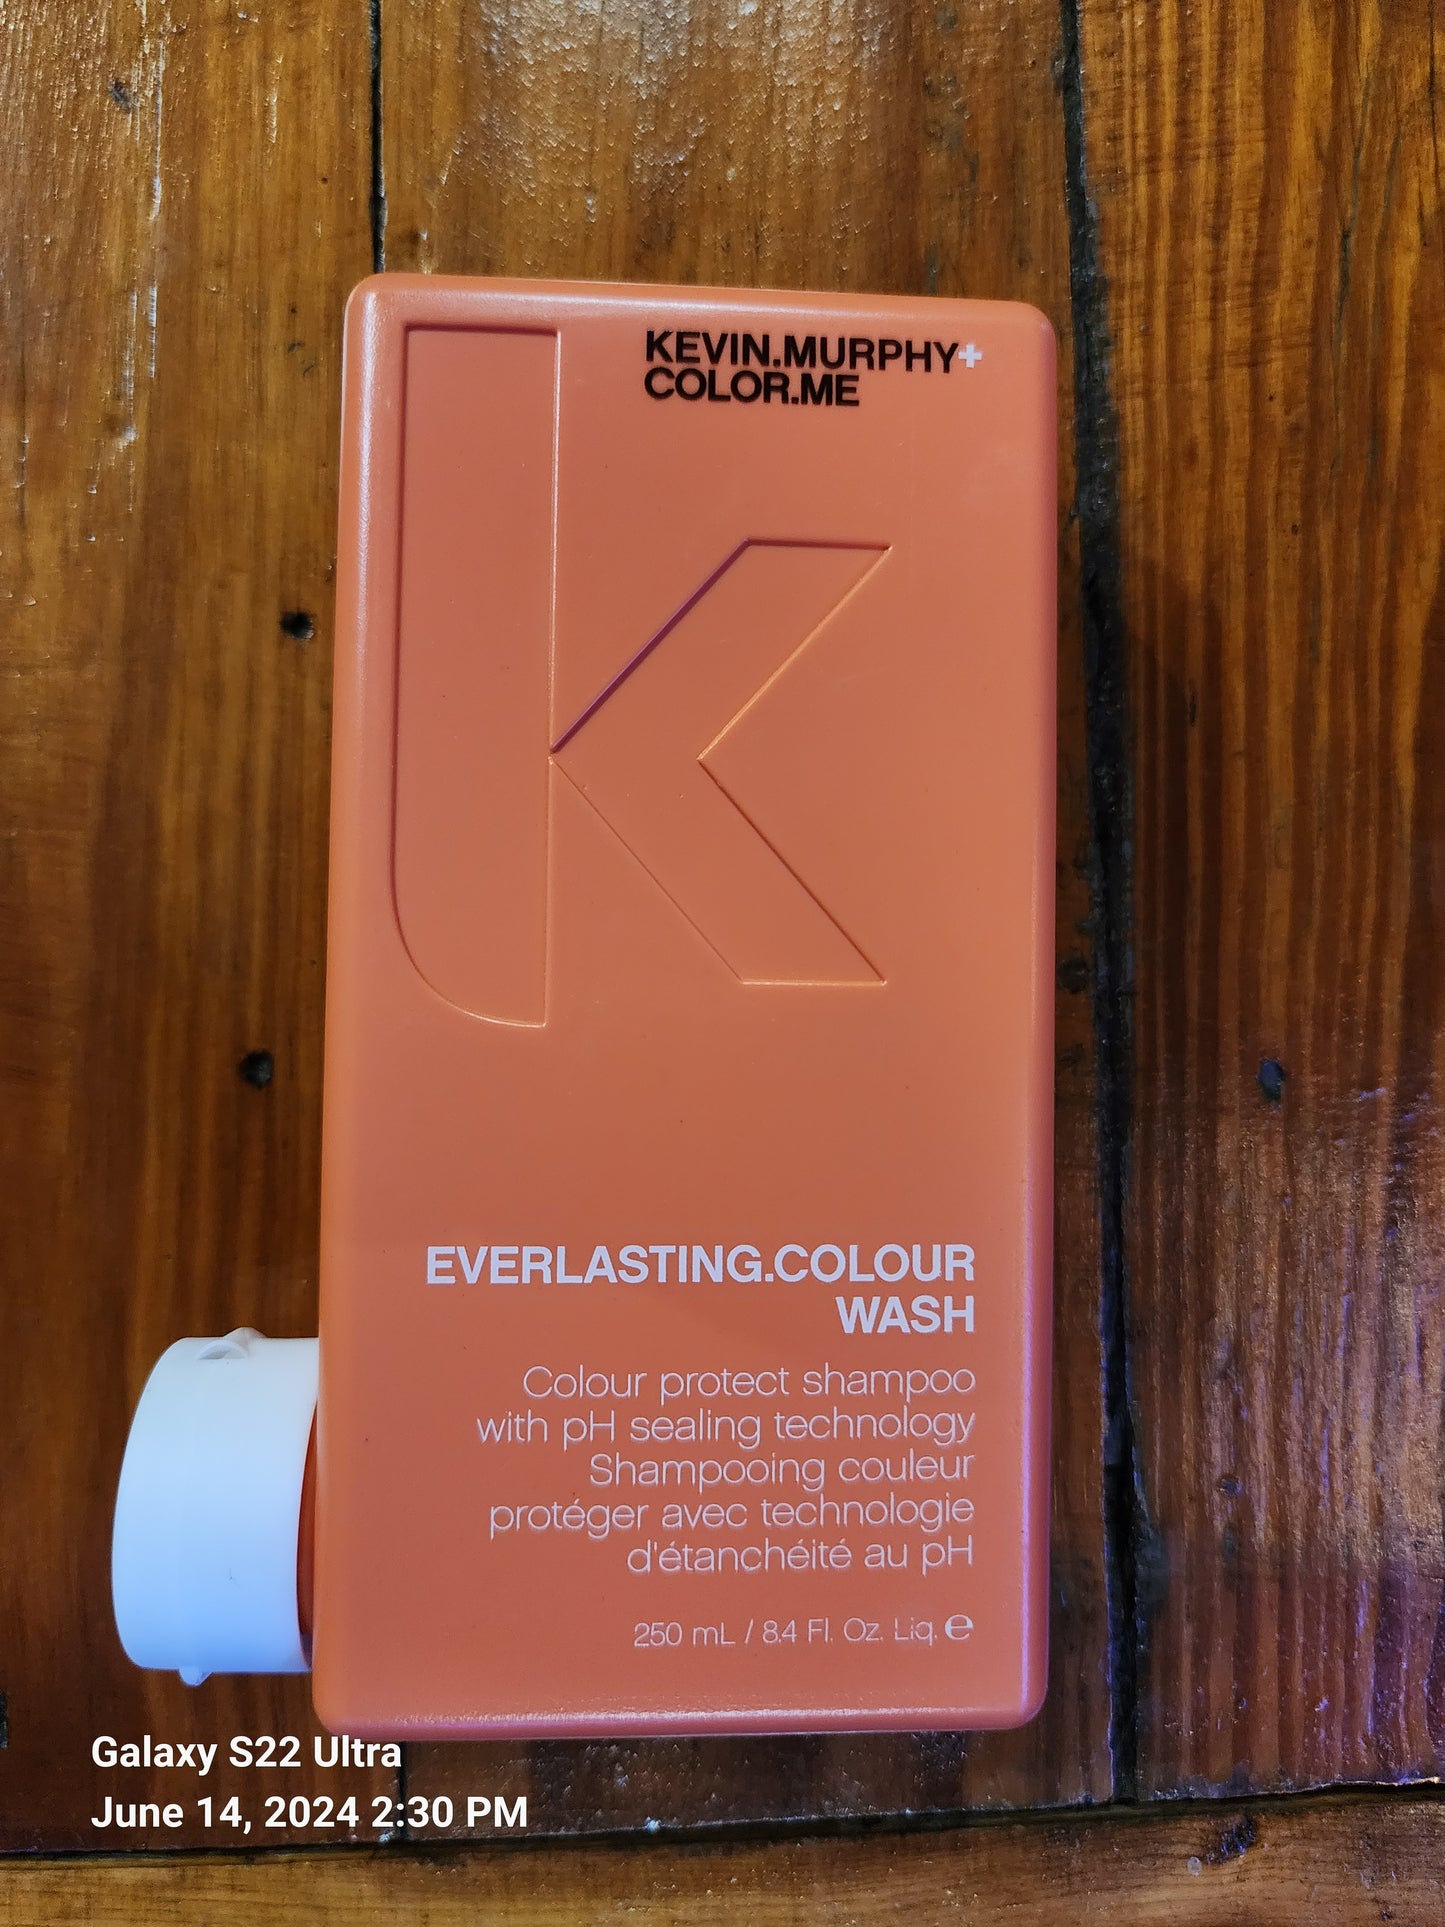 KEVIN.MURPHY+
COLOR.ME
K
EVERLASTING.COLOUR
WASH
Colour protect shampoo
with pH sealing technology
Shampooing couleur
protéger avec technologie
d'étanchéité au pH
250 mL / 8.4 Fl. Oz. Liq. e
Galaxy S22 Ultra
June 14, 2024 2:30 PM